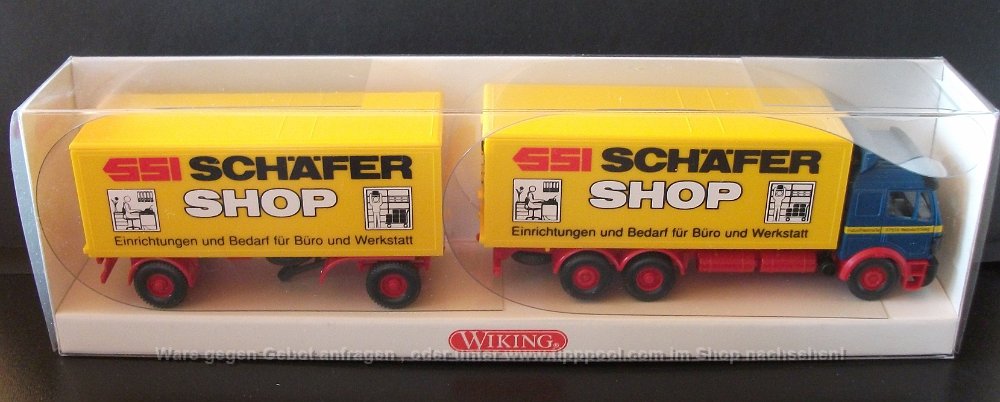 SSI SCHÄFER
SHOP
Einrichtungen und Bedarf für Büro und Werkstatt
SSI SCHÄFER
SHOP
Einrichtungen und Bedarf für Büro und Werkstatt
WIKING®
Ware gegen Gebot anfragen, oder unter www.tipppool.com im Shop nachsehen!